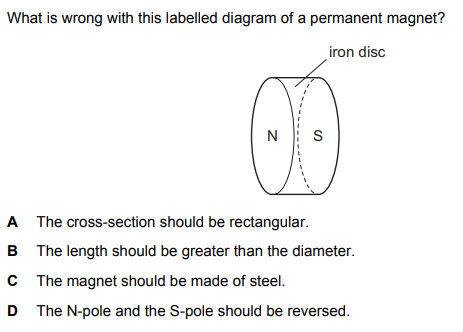 What is wrong with this labelled diagram of a permanent magnet?
iron disc
N S
A The cross-section should be rectangular.
B The length should be greater than the diameter.
C The magnet should be made of steel.
D The N-pole and the S-pole should be reversed.